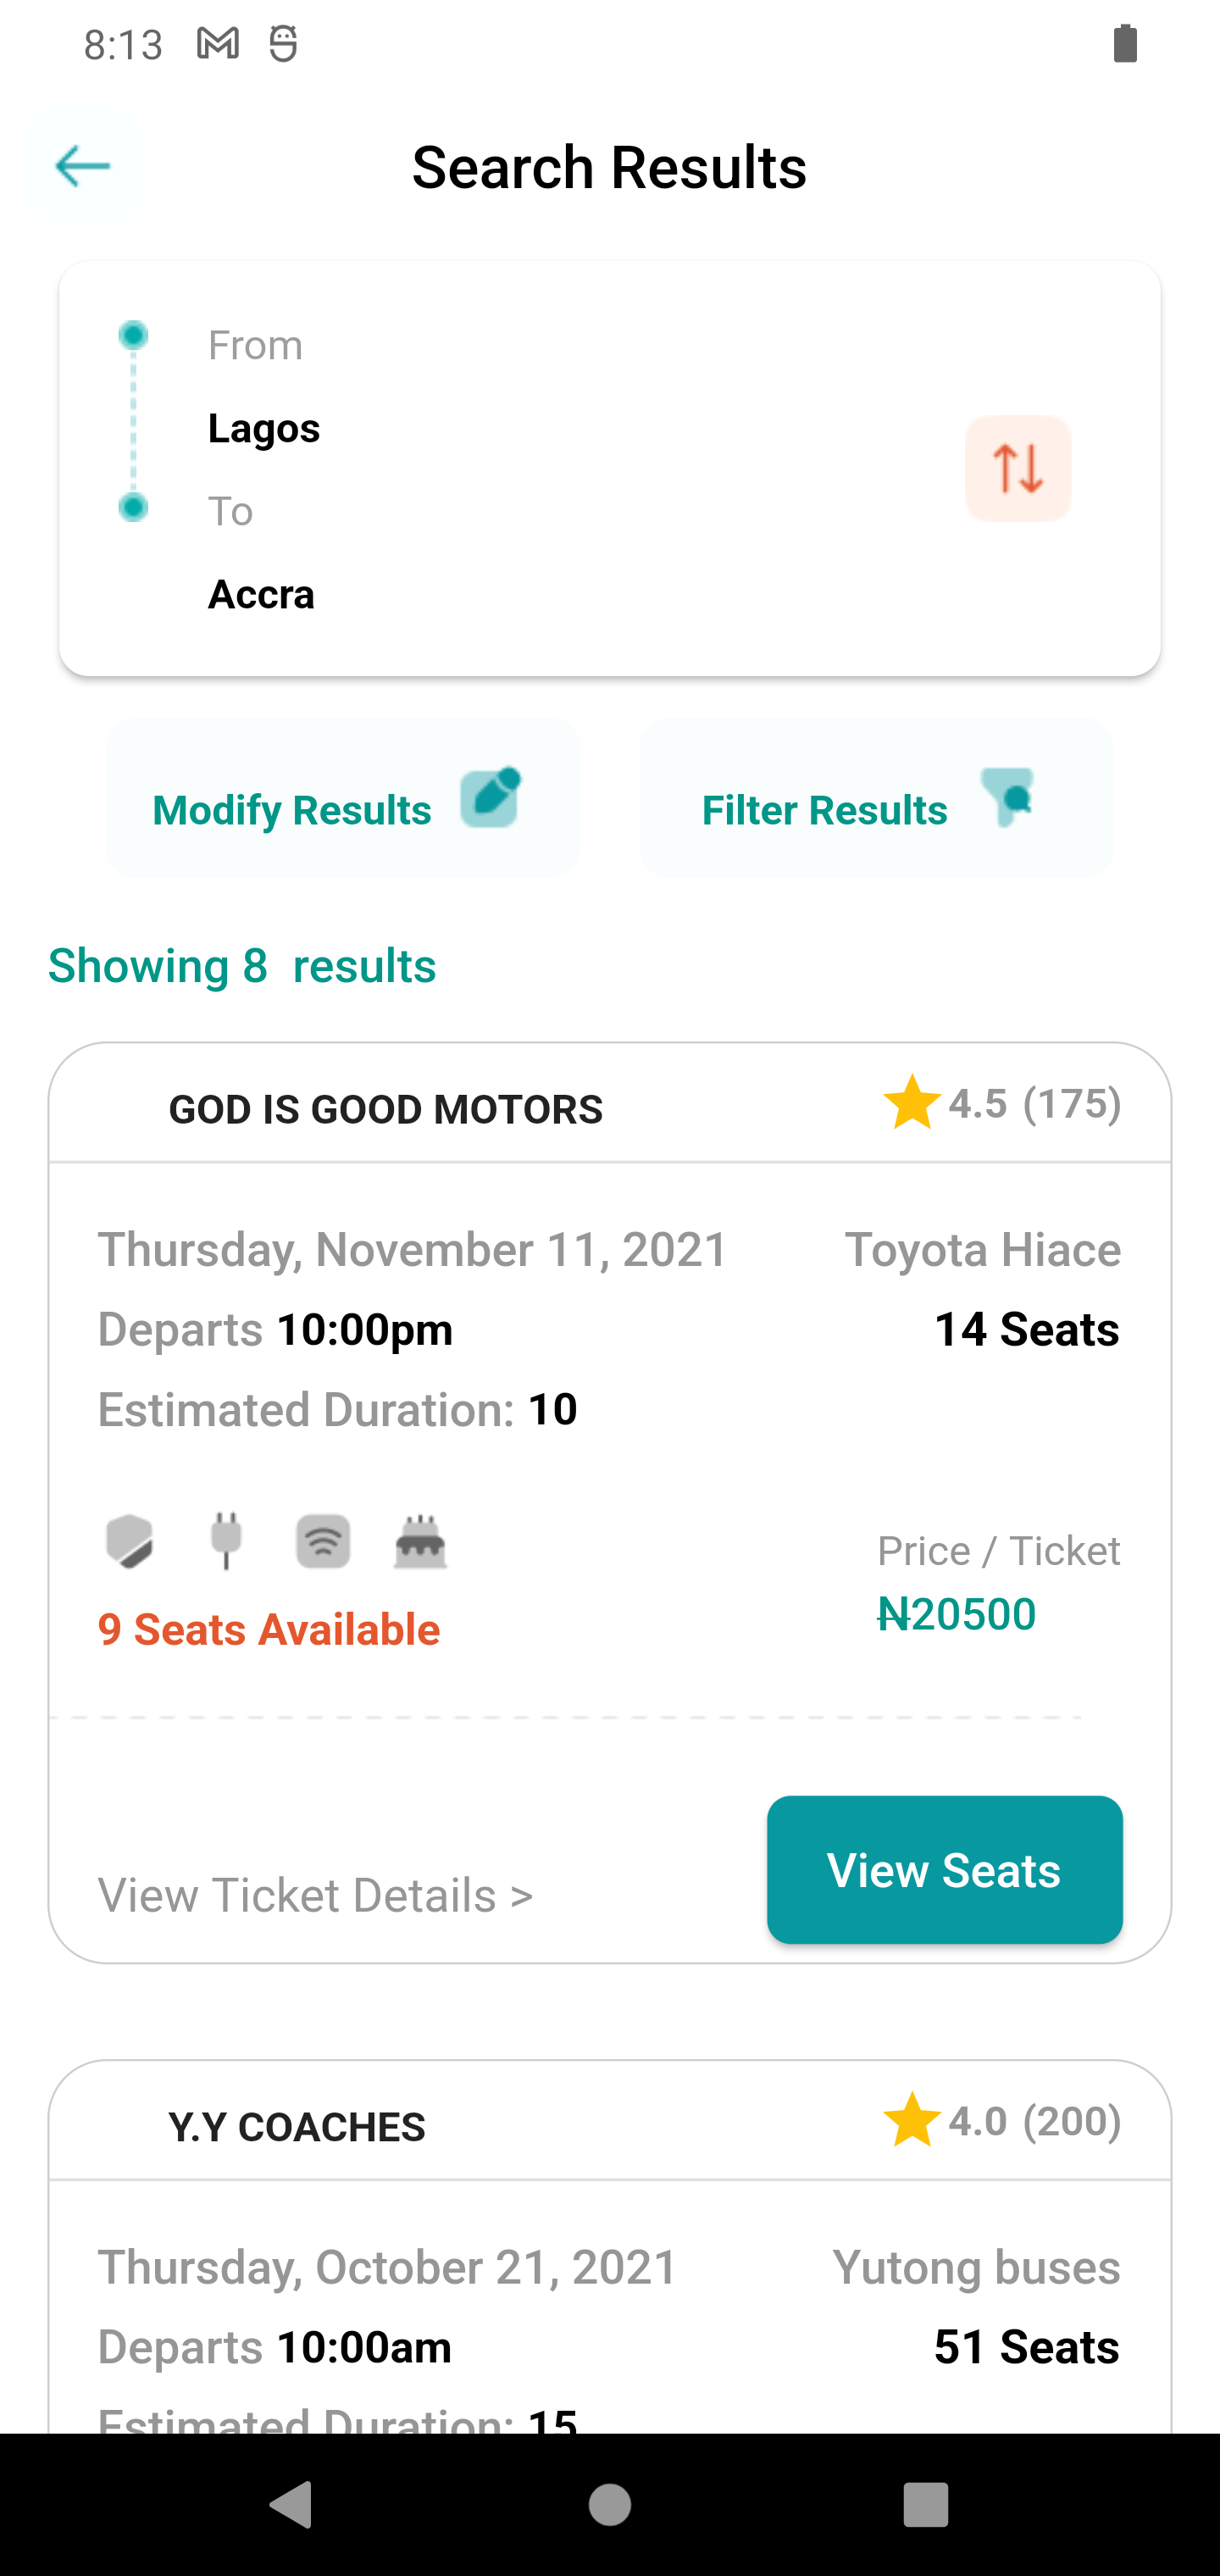 8:13
Search Results
From
Lagos
To
Accra
Modify Results
Filter Results
Showing 8  results
GOD IS GOOD MOTORS
4.5 (175)
Thursday, November 11, 2021
Toyota Hiace
Departs 10:00pm
14 Seats
Estimated Duration: 10
Price / Ticket
9 Seats Available
₦20500
View Ticket Details >
View Seats
Y.Y COACHES
4.0 (200)
Thursday, October 21, 2021
Yutong buses
Departs 10:00am
51 Seats
Estimated Duration: 15